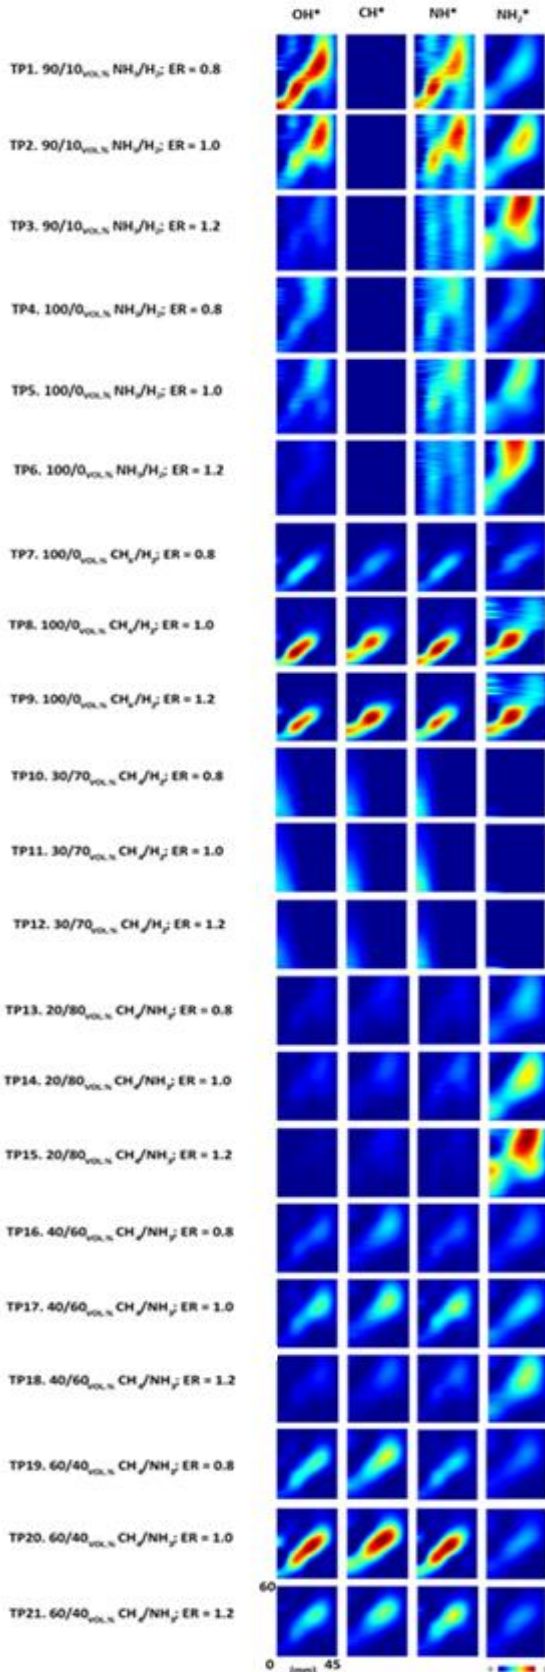 OH* CH* NH* NH₂*
TP1. 90/10VOL.% NH₃/H₂; ER = 0.8
TP2. 90/10VOL.% NH₃/H₂; ER = 1.0
TP3. 90/10VOL.% NH₃/H₂; ER = 1.2
TP4. 100/0VOL.% NH₃/H₂; ER = 0.8
TP5. 100/0VOL.% NH₃/H₂; ER = 1.0
TP6. 100/0VOL.% NH₃/H₂; ER = 1.2
TP7. 100/0VOL.% CH₄/H₂; ER = 0.8
TP8. 100/0VOL.% CH₄/H₂; ER = 1.0
TP9. 100/0VOL.% CH₄/H₂; ER = 1.2
TP10. 30/70VOL.% CH₄/H₂; ER = 0.8
TP11. 30/70VOL.% CH₄/H₂; ER = 1.0
TP12. 30/70VOL.% CH₄/H₂; ER = 1.2
TP13. 20/80VOL.% CH₄/NH₃; ER = 0.8
TP14. 20/80VOL.% CH₄/NH₃; ER = 1.0
TP15. 20/80VOL.% CH₄/NH₃; ER = 1.2
TP16. 40/60VOL.% CH₄/NH₃; ER = 0.8
TP17. 40/60VOL.% CH₄/NH₃; ER = 1.0
TP18. 40/60VOL.% CH₄/NH₃; ER = 1.2
TP19. 60/40VOL.% CH₄/NH₃; ER = 0.8
TP20. 60/40VOL.% CH₄/NH₃; ER = 1.0
60
TP21. 60/40VOL.% CH₄/NH₃; ER = 1.2
0 (mm) 45